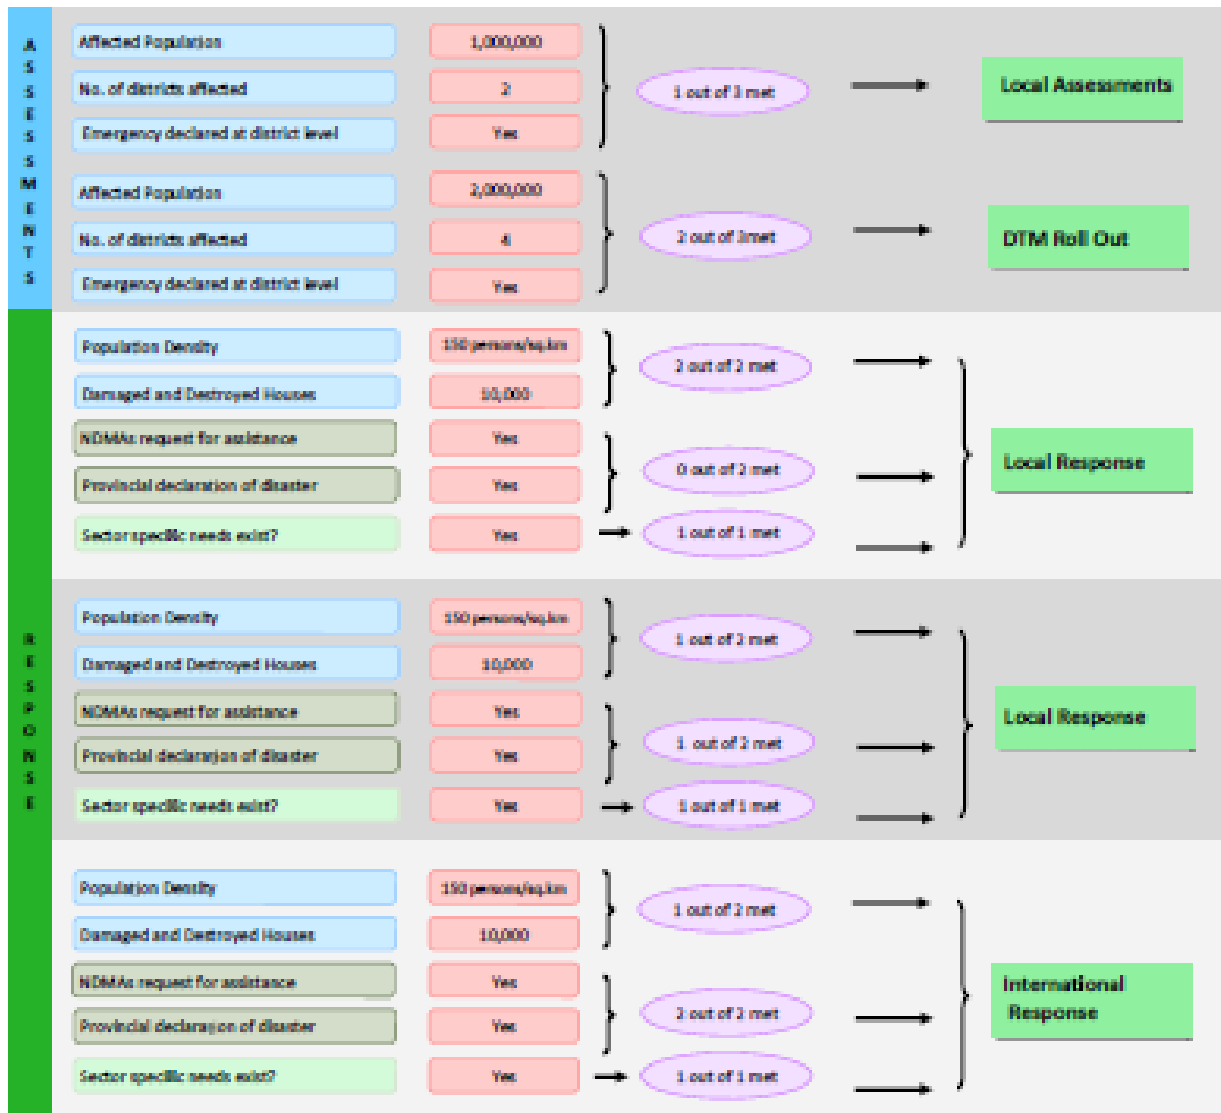 ASSESSMENTS
Affected Population
1,000,000
No. of districts affected
2
1 out of 3 met
Local Assessments
Emergency declared at district level
Yes
Affected Population
2,000,000
No. of districts affected
4
2 out of 3met
DTM Roll Out
Emergency declared at district level
Yes
RESPONSE
Population Density
150 persons/sq.km
2 out of 2 met
Damaged and Destroyed Houses
10,000
NDMAs request for assistance
Yes
0 out of 2 met
Local Response
Provincial declaration of disaster
Yes
Sector specific needs exist?
Yes
1 out of 1 met
Population Density
150 persons/sq.km
1 out of 2 met
Damaged and Destroyed Houses
10,000
NDMAs request for assistance
Yes
1 out of 2 met
Local Response
Provincial declaration of disaster
Yes
Sector specific needs exist?
Yes
1 out of 1 met
Population Density
150 persons/sq.km
1 out of 2 met
Damaged and Destroyed Houses
10,000
NDMAs request for assistance
Yes
2 out of 2 met
International
Response
Provincial declaration of disaster
Yes
Sector specific needs exist?
Yes
1 out of 1 met